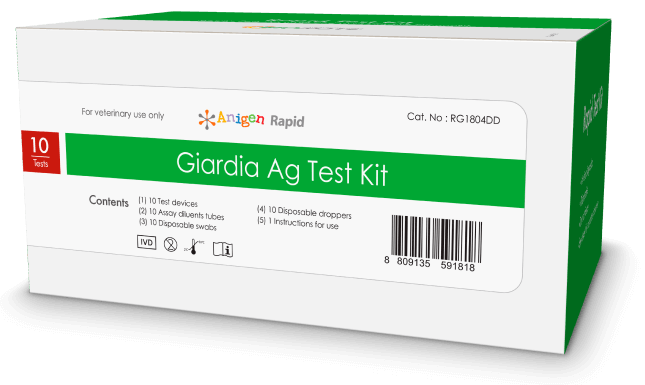 For veterinary use only
Anigen Rapid
Cat. No : RG1804DD
10
Tests
Giardia Ag Test Kit
Contents
(1) 10 Test devices
(2) 10 Assay diluents tubes
(3) 10 Disposable swabs
(4) 10 Disposable droppers
(5) 1 Instructions for use
IVD
8 809135 591818